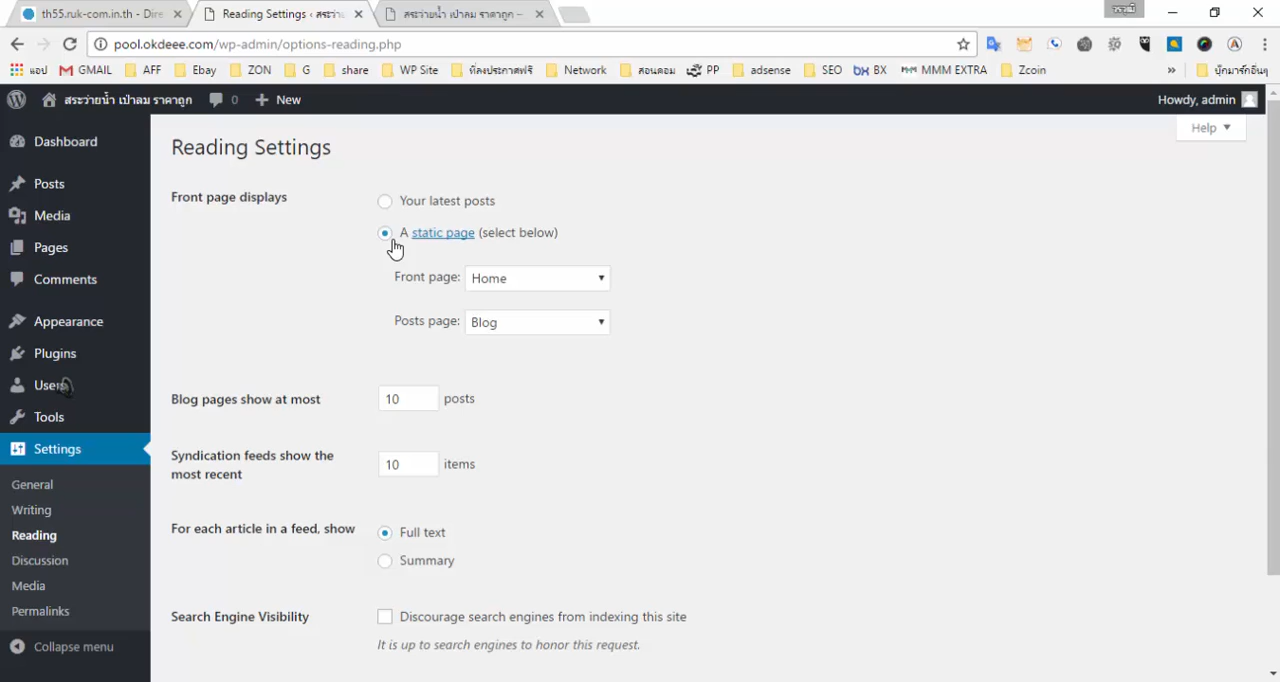 th55.ruk-com.in.th - Dire
Reading Settings ‹ สระว่า
สระว่ายน้ำ เป่าลม ราคาถูก –
pool.okdeee.com/wp-admin/options-reading.php
แอป
GMAIL
AFF
Ebay
ZON
G
share
WP Site
ทีลงประกาศฟรี
Network
สอนดอม
PP
adsense
SEO
bx BX
MMM EXTRA
Zcoin
»
บุ๊กมาร์กอื่นๆ
สระว่ายน้ำ เป่าลม ราคาถูก
0
New
Howdy, admin
Help
Dashboard
Posts
Media
Pages
Comments
Appearance
Plugins
Users
Tools
Settings
General
Writing
Reading
Discussion
Media
Permalinks
Collapse menu
Reading Settings
Front page displays
Your latest posts
A static page (select below)
Front page: Home
Posts page: Blog
Blog pages show at most
10 posts
Syndication feeds show the
most recent
10 items
For each article in a feed, show
Full text
Summary
Search Engine Visibility
Discourage search engines from indexing this site
It is up to search engines to honor this request.